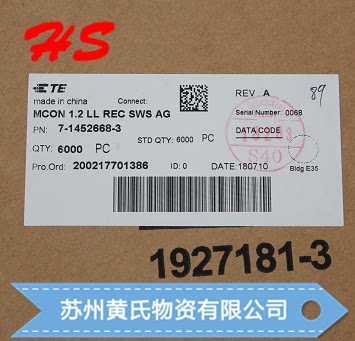 HS
TE
REV A
89
made in china
Connect:
Serial Number: 0068
MCON 1.2 LL REC SWS AG
PN: 7-1452668-3
STD QTY: 6000 PC
DATA CODE
QTY: 6000 PC
S40
Pro.Ord: 200217701386
ID: 0
DATE:180710
Bldg E35
1927181-3
苏州黄氏物资有限公司